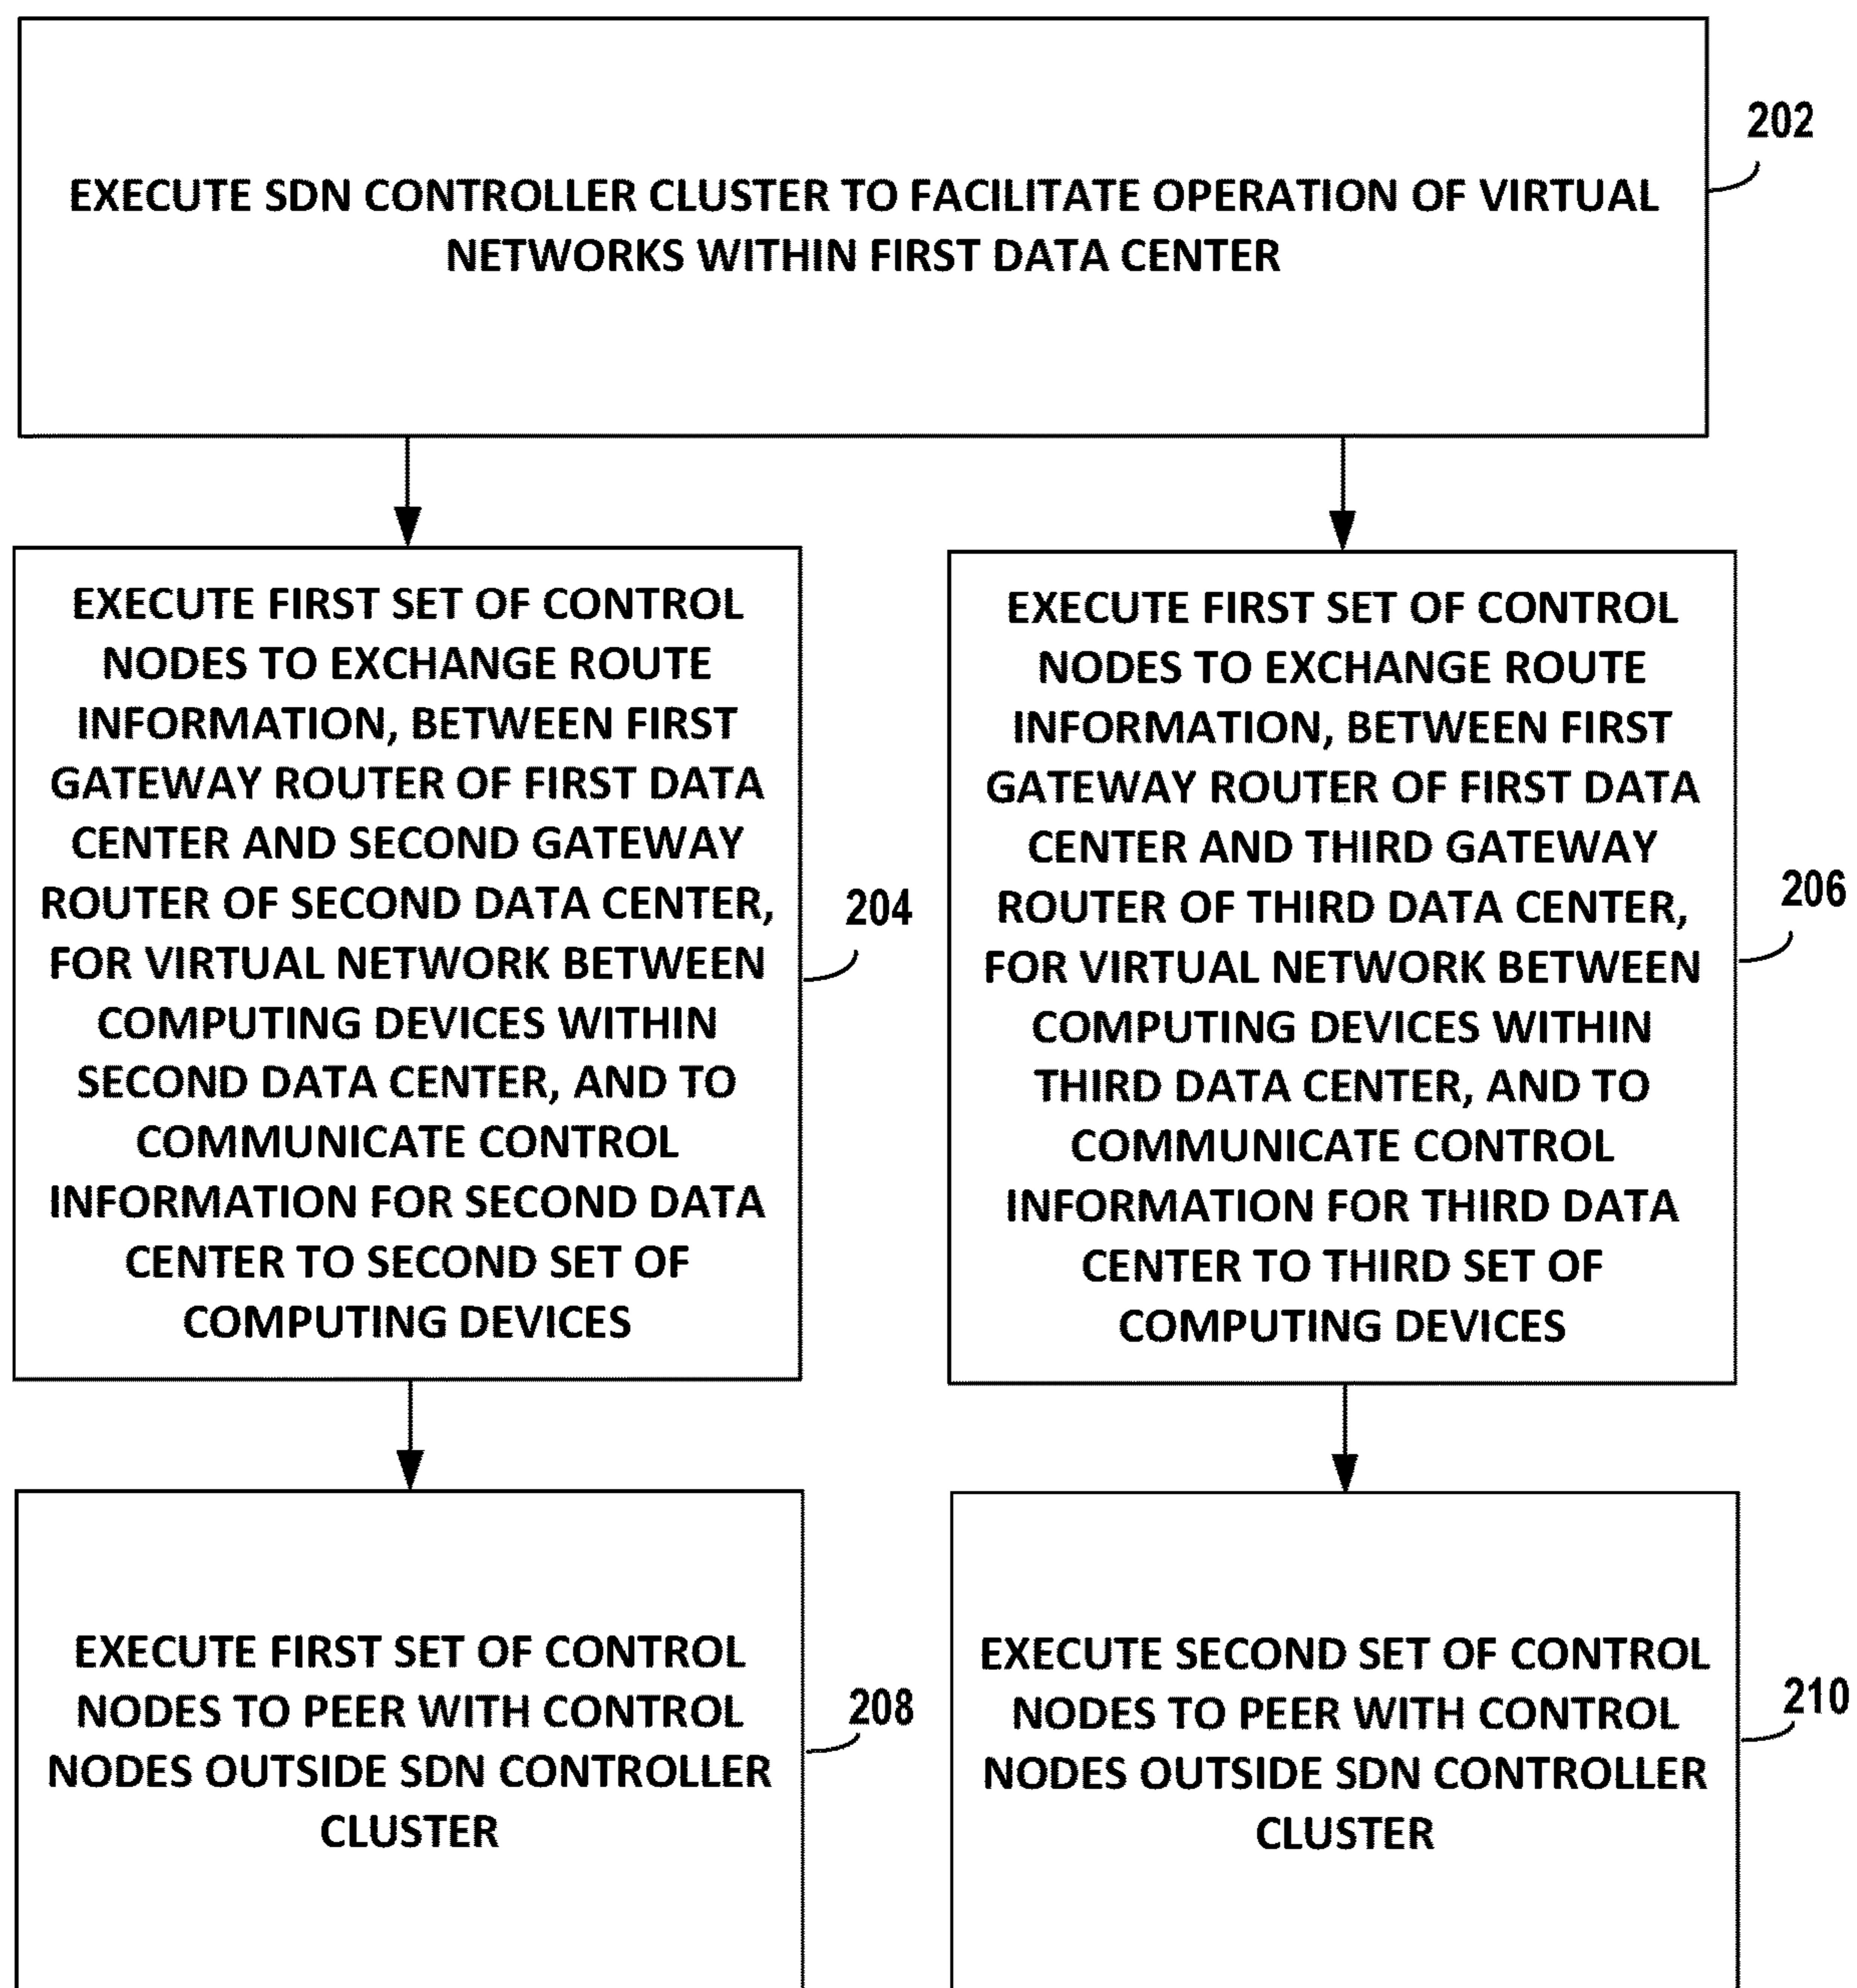 202
EXECUTE SDN CONTROLLER CLUSTER TO FACILITATE OPERATION OF VIRTUAL
NETWORKS WITHIN FIRST DATA CENTER
EXECUTE FIRST SET OF CONTROL
NODES TO EXCHANGE ROUTE
INFORMATION, BETWEEN FIRST
GATEWAY ROUTER OF FIRST DATA
CENTER AND SECOND GATEWAY
ROUTER OF SECOND DATA CENTER,
FOR VIRTUAL NETWORK BETWEEN
COMPUTING DEVICES WITHIN
SECOND DATA CENTER, AND TO
COMMUNICATE CONTROL
INFORMATION FOR SECOND DATA
CENTER TO SECOND SET OF
COMPUTING DEVICES
204
EXECUTE FIRST SET OF CONTROL
NODES TO EXCHANGE ROUTE
INFORMATION, BETWEEN FIRST
GATEWAY ROUTER OF FIRST DATA
CENTER AND THIRD GATEWAY
ROUTER OF THIRD DATA CENTER,
FOR VIRTUAL NETWORK BETWEEN
COMPUTING DEVICES WITHIN
THIRD DATA CENTER, AND TO
COMMUNICATE CONTROL
INFORMATION FOR THIRD DATA
CENTER TO THIRD SET OF
COMPUTING DEVICES
206
EXECUTE FIRST SET OF CONTROL
NODES TO PEER WITH CONTROL
NODES OUTSIDE SDN CONTROLLER
CLUSTER
208
EXECUTE SECOND SET OF CONTROL
NODES TO PEER WITH CONTROL
NODES OUTSIDE SDN CONTROLLER
CLUSTER
210